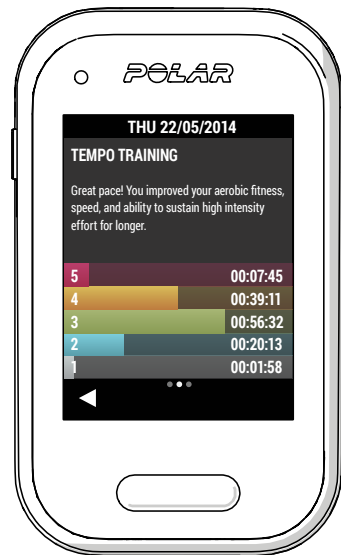 POLAR
THU 22/05/2014
TEMPO TRAINING
Great pace! You improved your aerobic fitness,
speed, and ability to sustain high intensity
effort for longer.
5 00:07:45
4 00:39:11
3 00:56:32
2 00:20:13
1 00:01:58